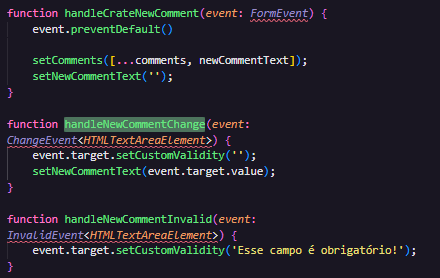 function handleCrateNewComment(event: FormEvent) {
event.preventDefault()
setComments([...comments, newCommentText]);
setNewCommentText('');
}
function handleNewCommentChange(event:
ChangeEvent<HTMLTextAreaElement>) {
event.target.setCustomValidity('');
setNewCommentText(event.target.value);
}
function handleNewCommentInvalid(event:
InvalidEvent<HTMLTextAreaElement>) {
event.target.setCustomValidity('Esse campo é obrigatório!');
}